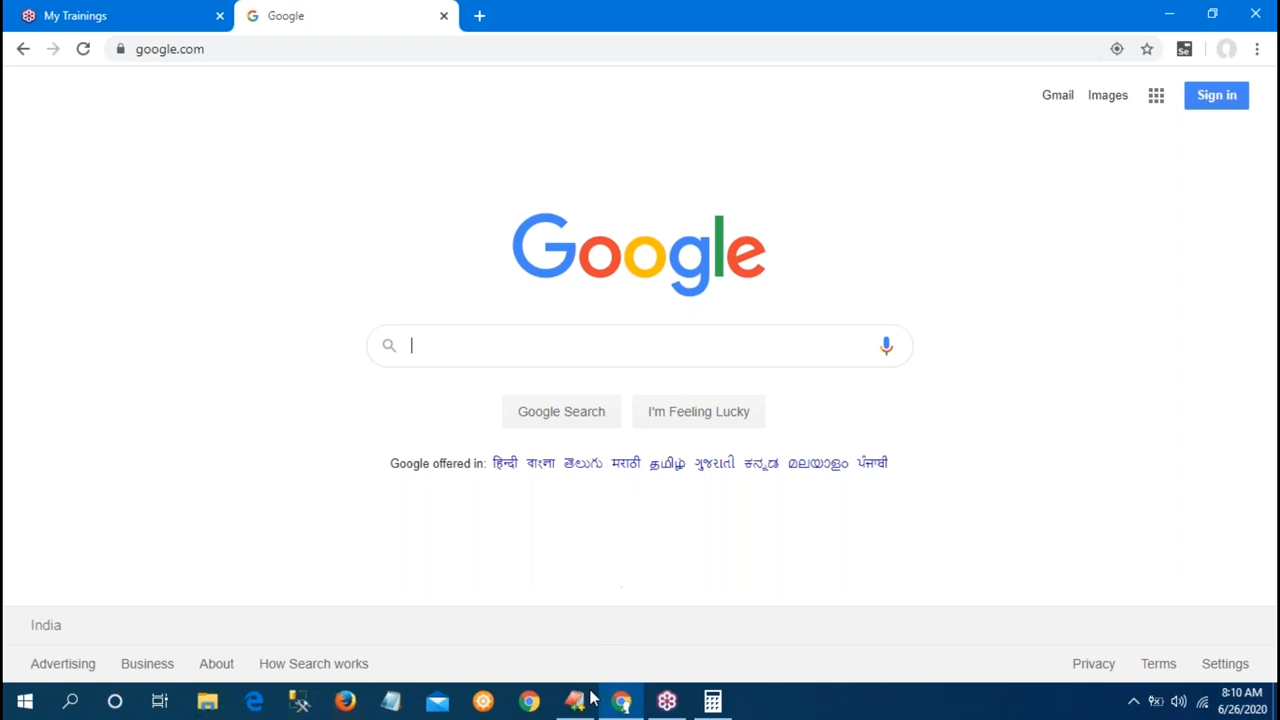 My Trainings
Google
google.com
Se
Gmail Images Sign in
Google
Google Search I'm Feeling Lucky
Google offered in: हिन्दी বাংলা తెలుగు मराठी தமிழ் ગુજરાતી ಕನ್ನಡ മലയാളം ਪੰਜਾਬੀ
India
Advertising Business About How Search works Privacy Terms Settings
8:10 AM
6/26/2020